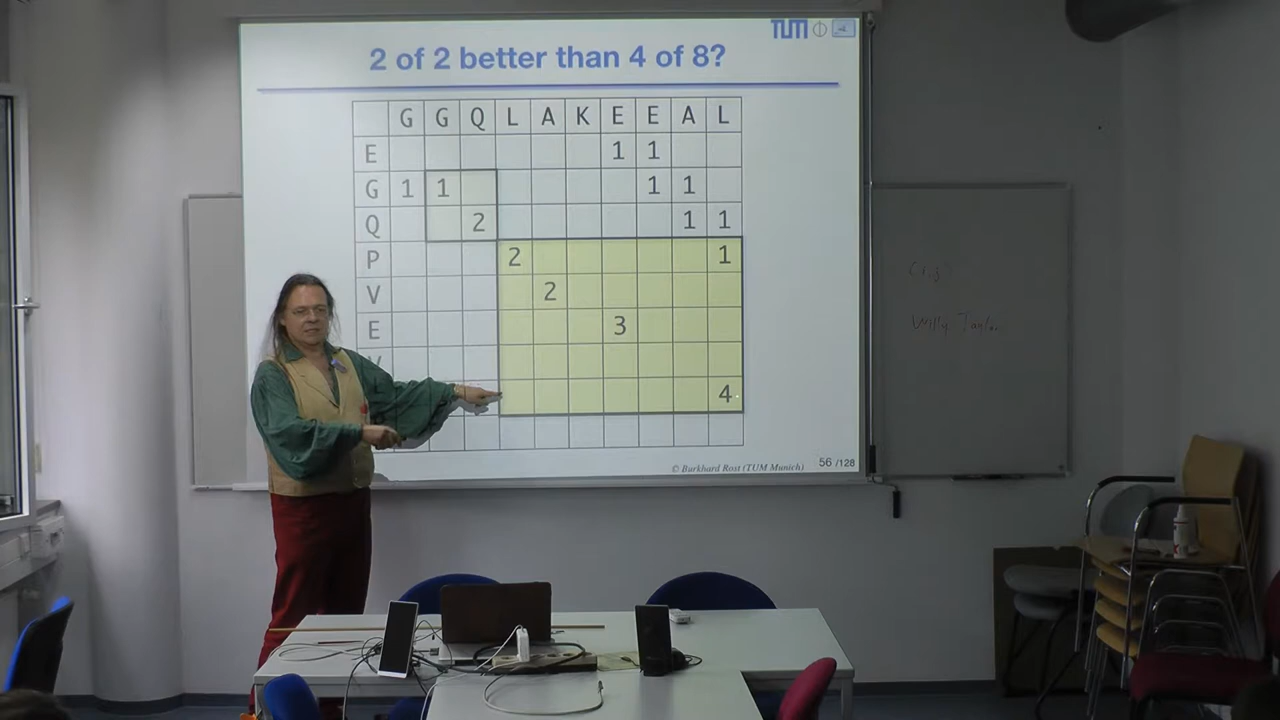 TUM
2 of 2 better than 4 of 8?
G G Q L A K E E A L
E 1 1
G 1 1 1 1
Q 2 1 1
P 2 1
V 2
E 3
4
© Burkhard Rost (TUM Munich) 56 /128